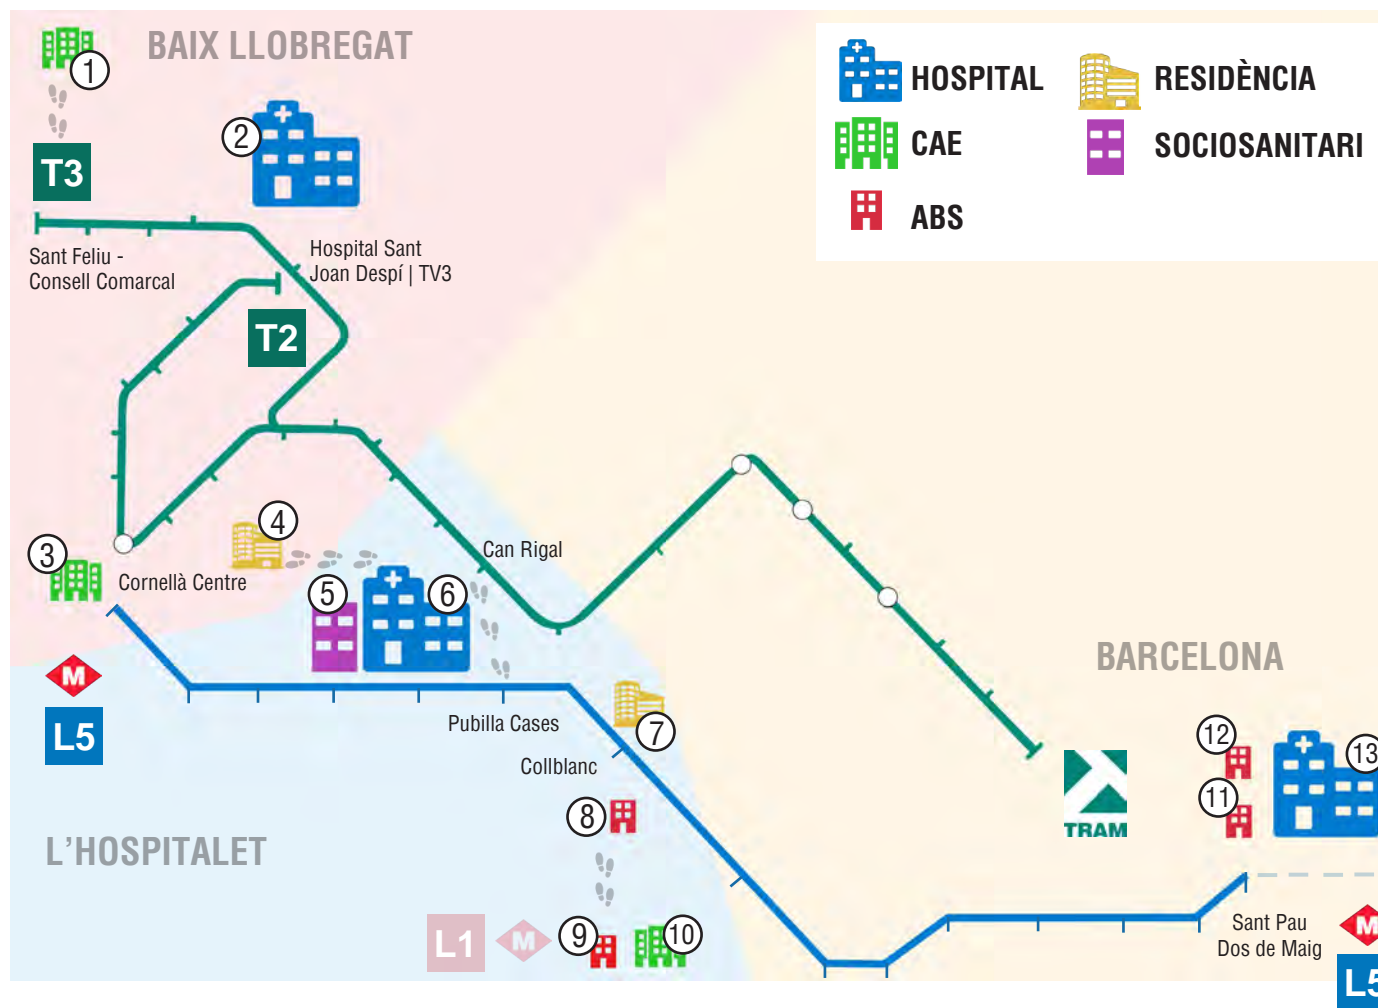 BAIX LLOBREGAT
1
2
T3
HOSPITAL
RESIDÈNCIA
CAE
SOCIOSANITARI
ABS
Sant Feliu -
Consell Comarcal
Hospital Sant
Joan Despí | TV3
T2
3
4
Cornellà Centre
Can Rigal
5
6
M
L5
Pubilla Cases
7
Collblanc
8
L'HOSPITALET
L1
M
9
10
BARCELONA
TRAM
12
11
13
Sant Pau
Dos de Maig
M
L5